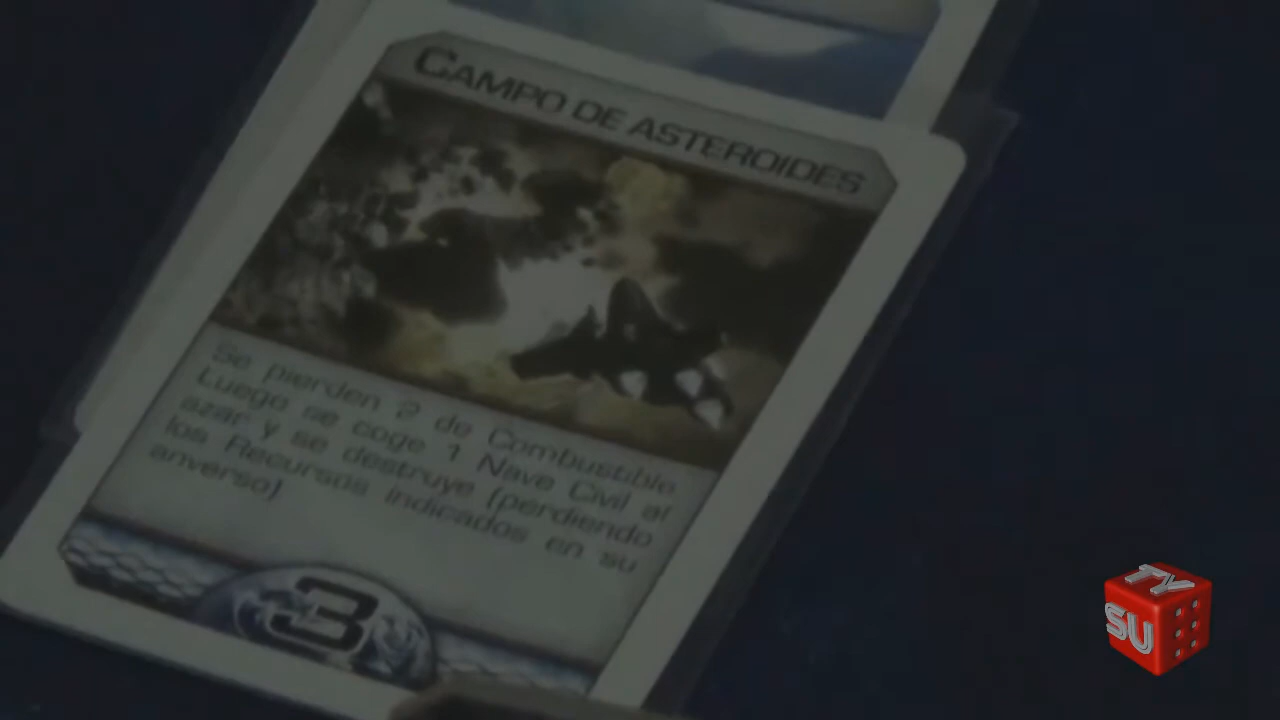 CAMPO DE ASTEROIDES
Se pierden 2 de Combustible
Luego se coge 1 Nave Civil al
azar y se destruye (perdiendo
los Recursos indicados en su
anverso)
3
TY
SU